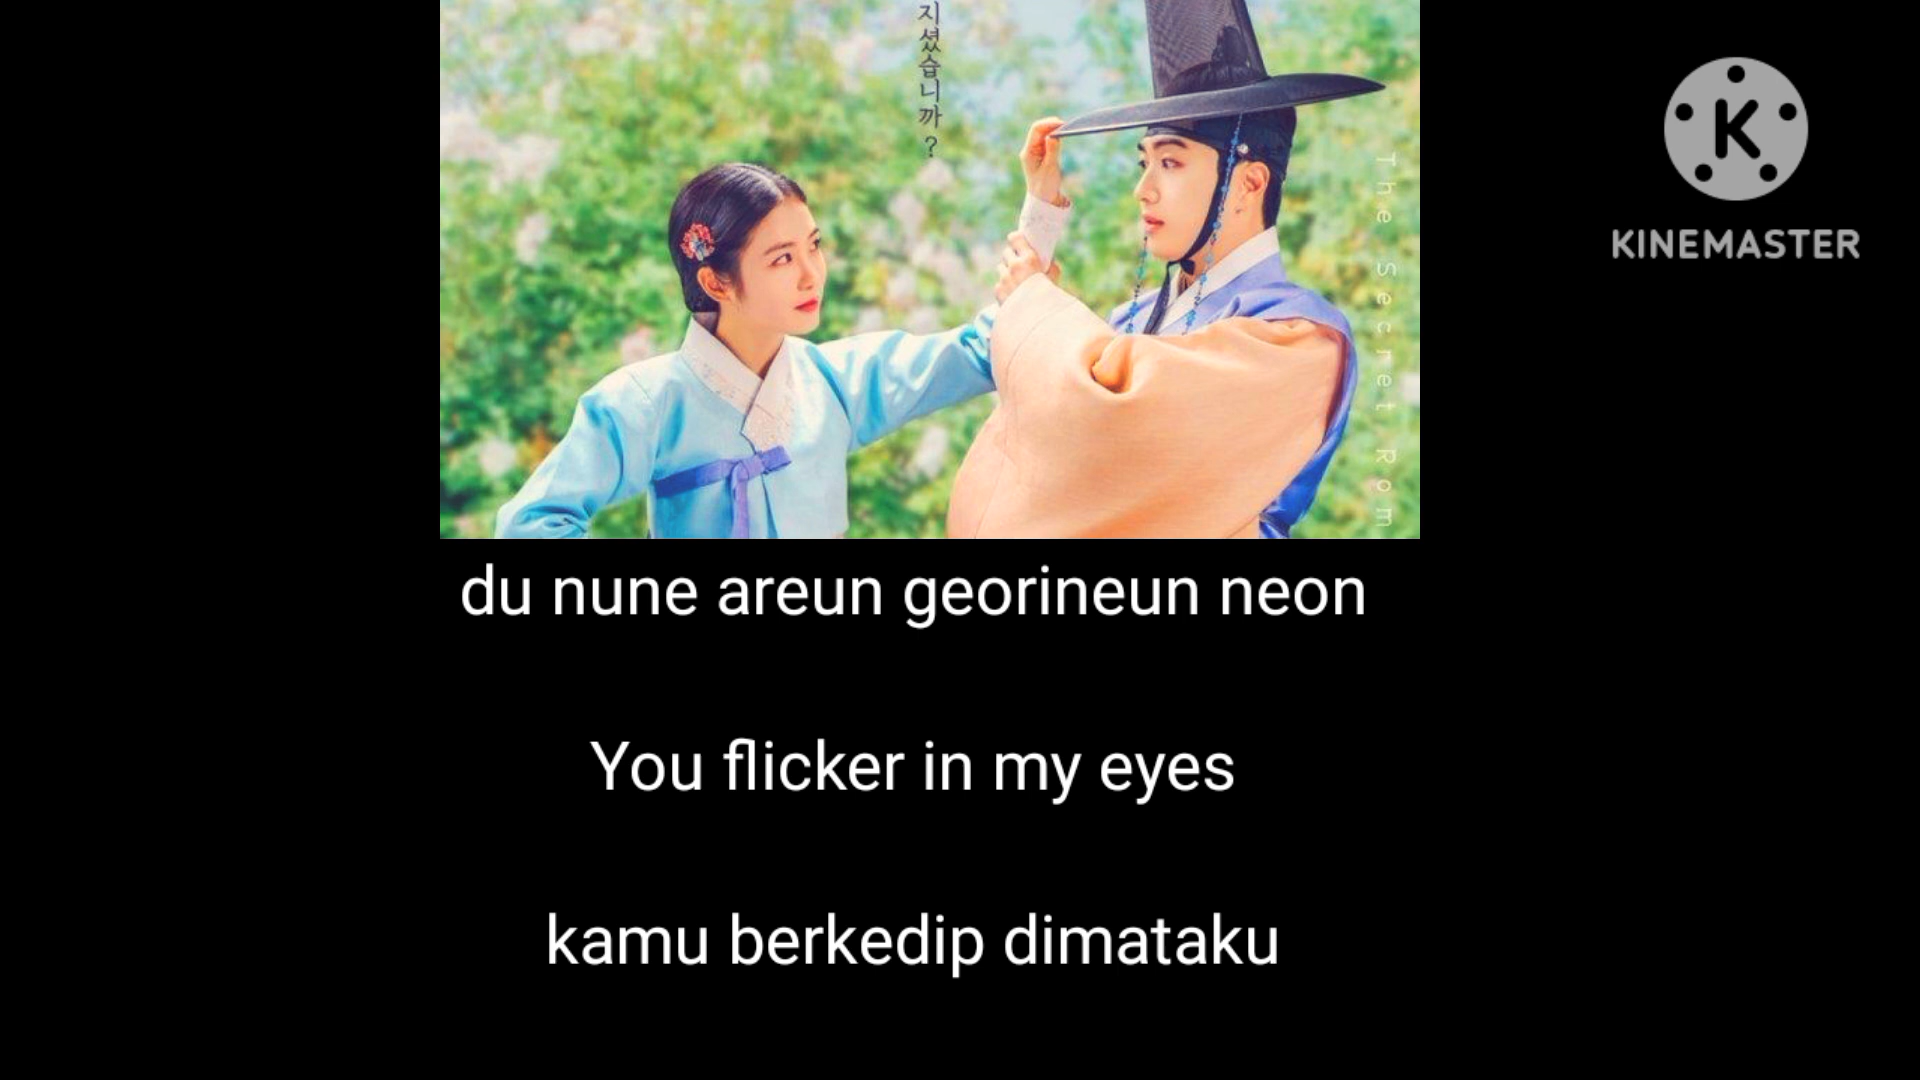 지셨습니까?
The Secret Rom
K
KINEMASTER
du nune areun georineun neon
You flicker in my eyes
kamu berkedip dimataku